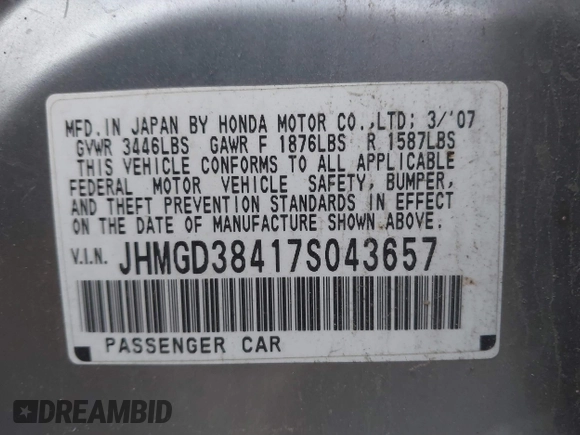 MFD.IN JAPAN BY HONDA MOTOR CO.,LTD; 3/'07
GVWR 3446LBS GAWR F 1876LBS R 1587LBS
THIS VEHICLE CONFORMS TO ALL APPLICABLE
FEDERAL MOTOR VEHICLE SAFETY, BUMPER,
AND THEFT PREVENTION STANDARDS IN EFFECT
ON THE DATE OF MANUFACTURE SHOWN ABOVE.
V.I.N. JHMGD38417S043657
PASSENGER CAR
DREAMBID